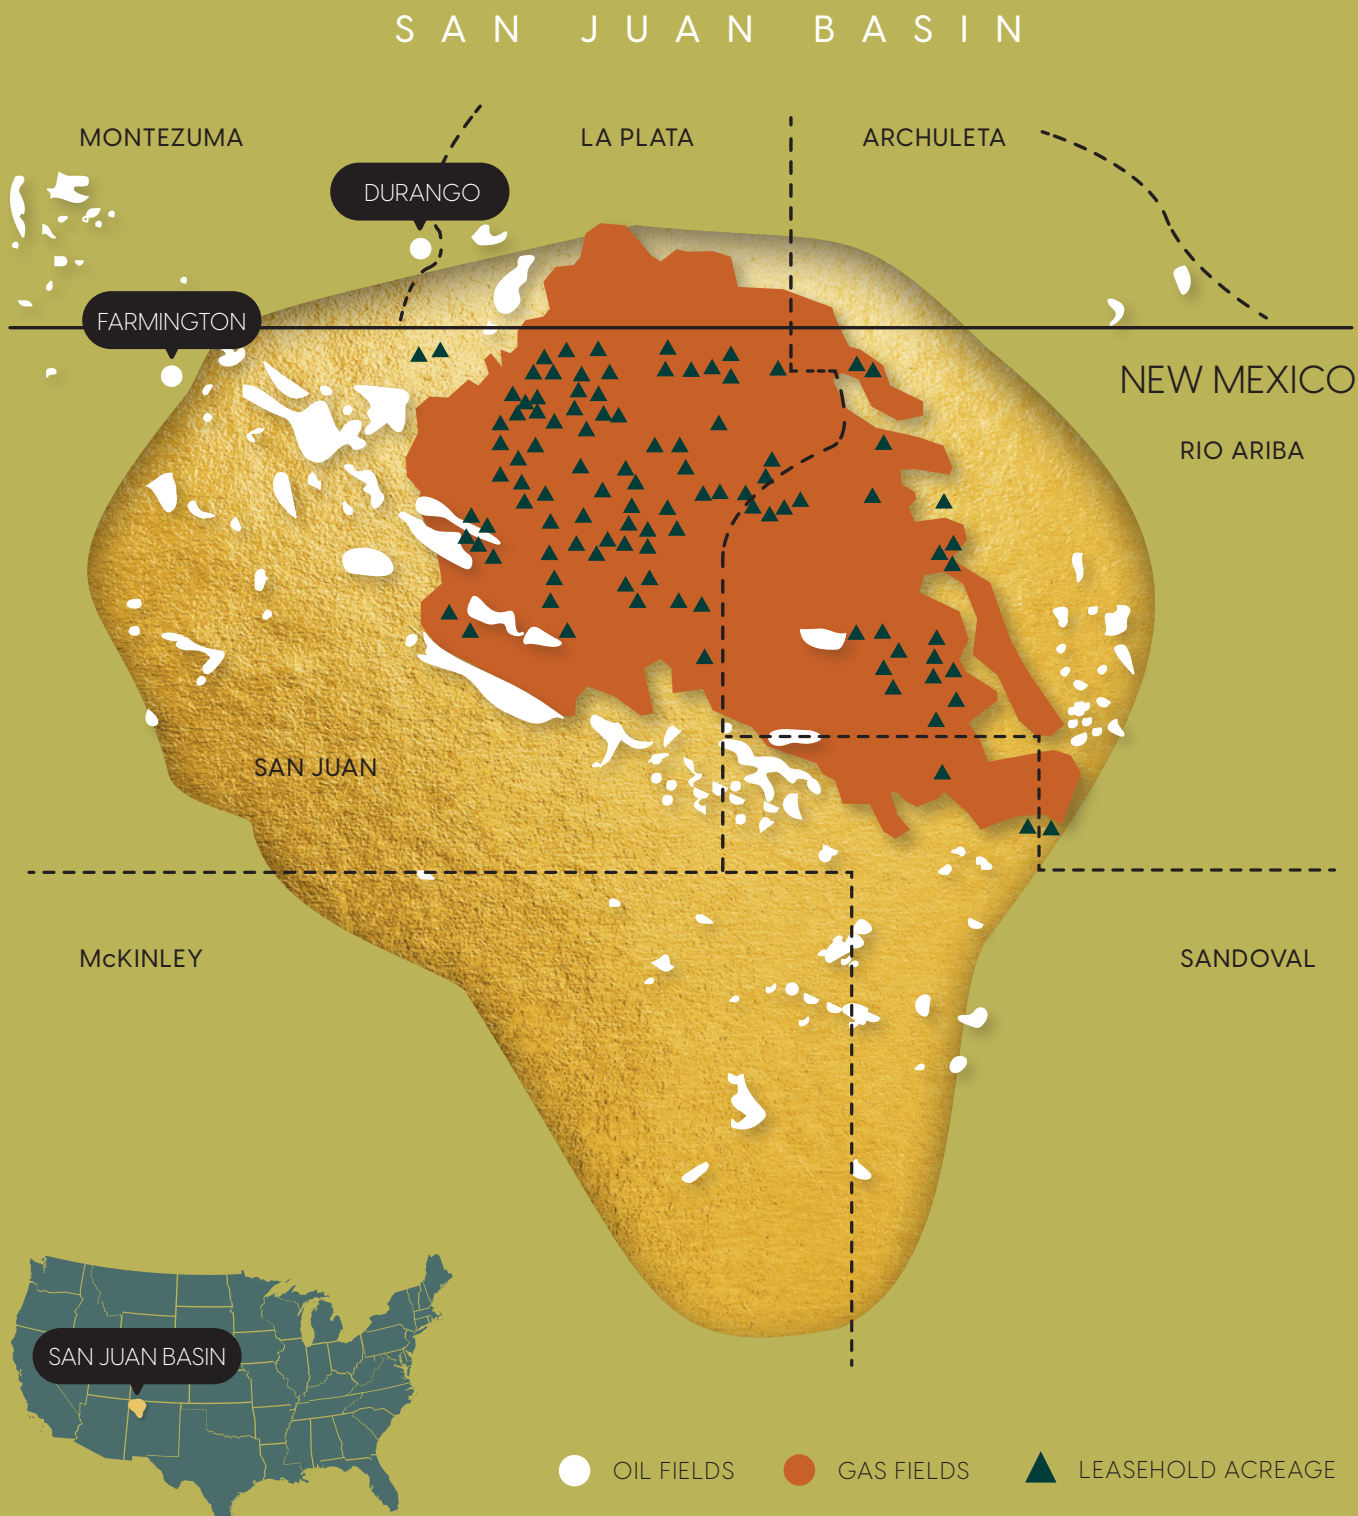 SAN JUAN BASIN
MONTEZUMA
LA PLATA
ARCHULETA
DURANGO
FARMINGTON
NEW MEXICO
RIO ARIBA
SAN JUAN
McKINLEY
SANDOVAL
SAN JUAN BASIN
OIL FIELDS
GAS FIELDS
LEASEHOLD ACREAGE